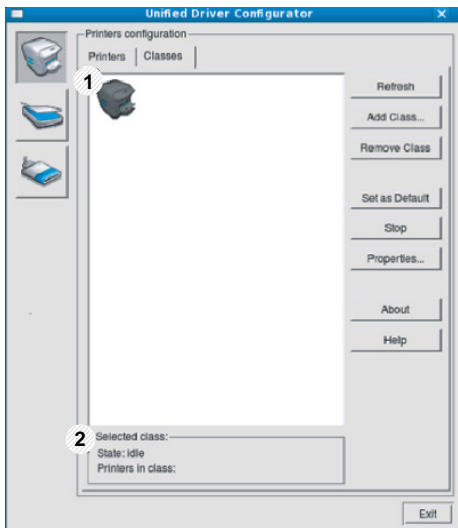 Unified Driver Configurator
Printers configuration
Printers Classes
1
Refresh
Add Class...
Remove Class
Set as Default
Stop
Properties...
About
Help
2 Selected class:
State: idle
Printers in class:
Exit